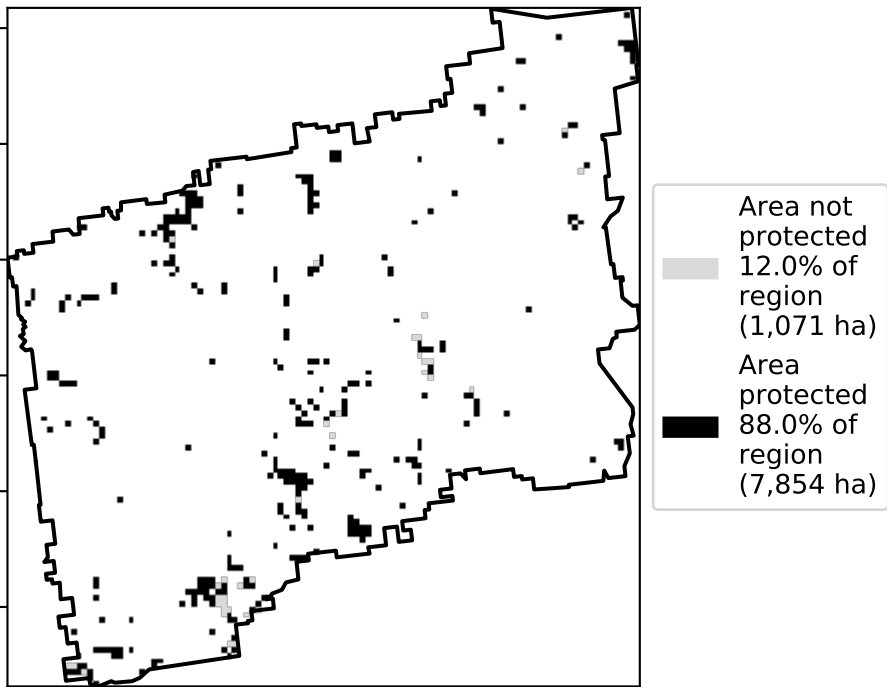 Area not
protected
12.0% of
region
(1,071 ha)
Area
protected
88.0% of
region
(7,854 ha)